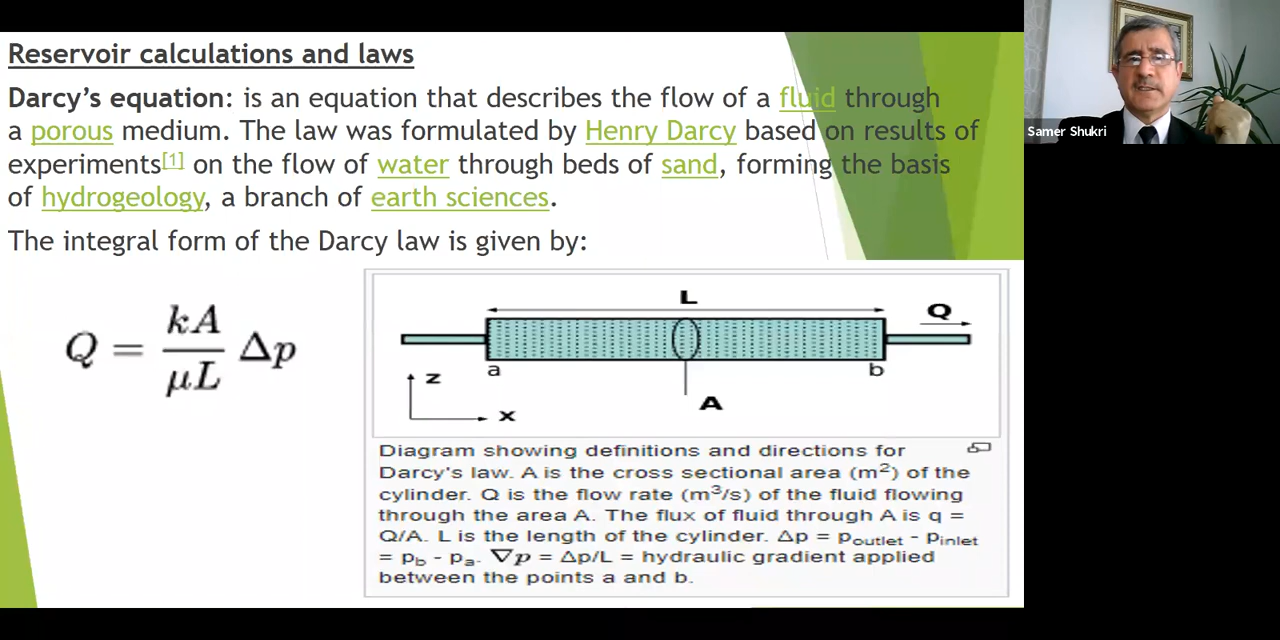 Reservoir calculations and laws
Darcy's equation: is an equation that describes the flow of a fluid through
a porous medium. The law was formulated by Henry Darcy based on results of
experiments[1] on the flow of water through beds of sand, forming the basis
of hydrogeology, a branch of earth sciences.
The integral form of the Darcy law is given by:
Q = kA/μL Δp
L
Q
a
b
z
x
A
Diagram showing definitions and directions for
Darcy's law. A is the cross sectional area (m²) of the
cylinder. Q is the flow rate (m³/s) of the fluid flowing
through the area A. The flux of fluid through A is q =
Q/A. L is the length of the cylinder. Δp = poutlet - pinlet
= pb - pa. ∇p = Δp/L = hydraulic gradient applied
between the points a and b.
Samer Shukri